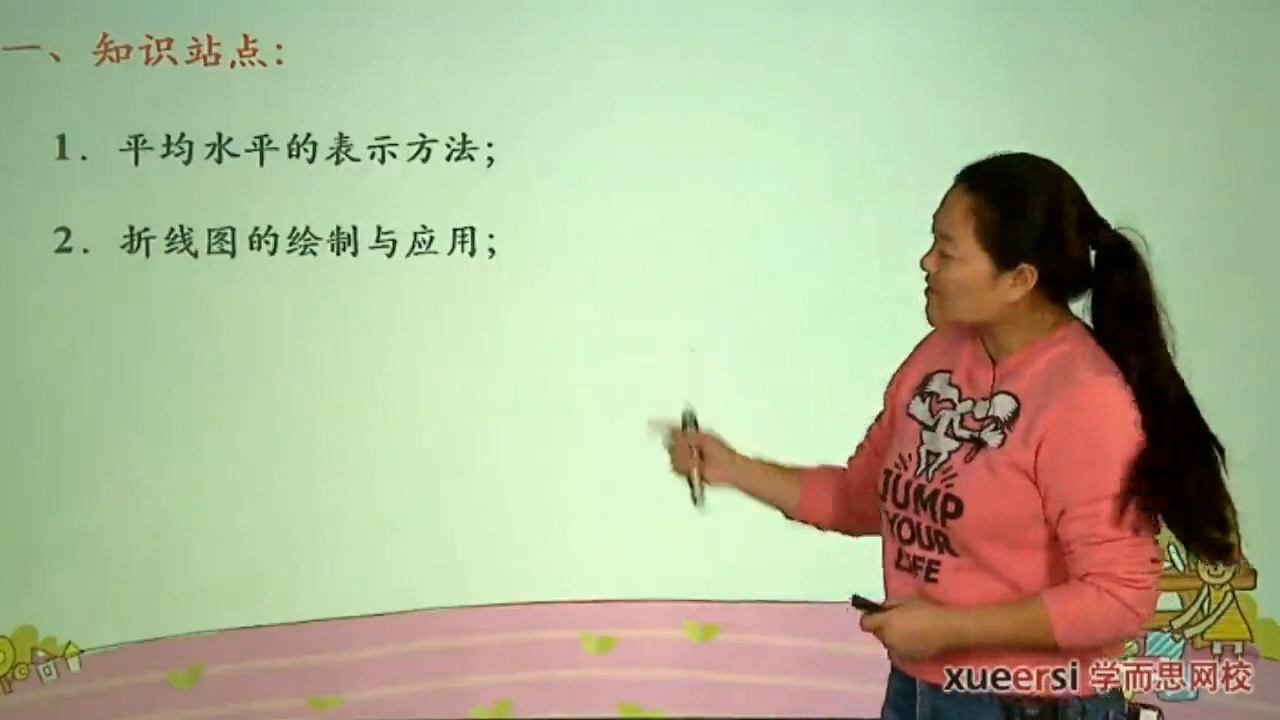 一、知识站点：
1. 平均水平的表示方法；
2. 折线图的绘制与应用；
JUMP
YOUR
LIFE
xueersi 学而思网校